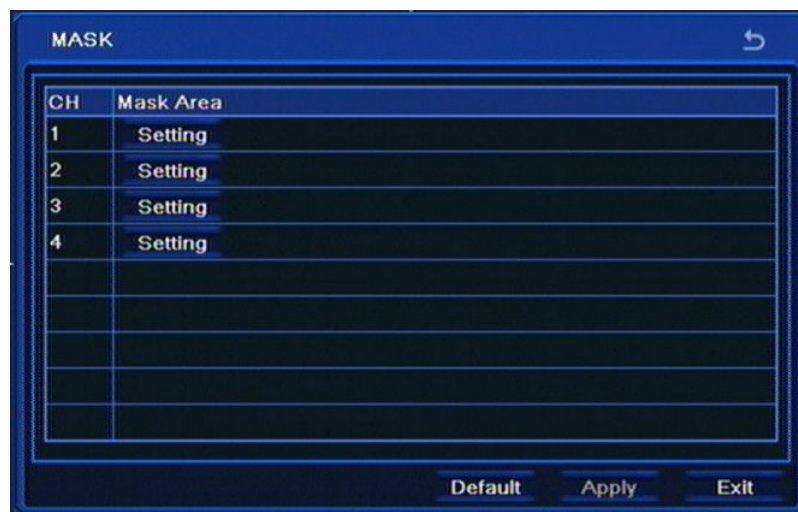 MASK
CH Mask Area
1 Setting
2 Setting
3 Setting
4 Setting
Default Apply Exit